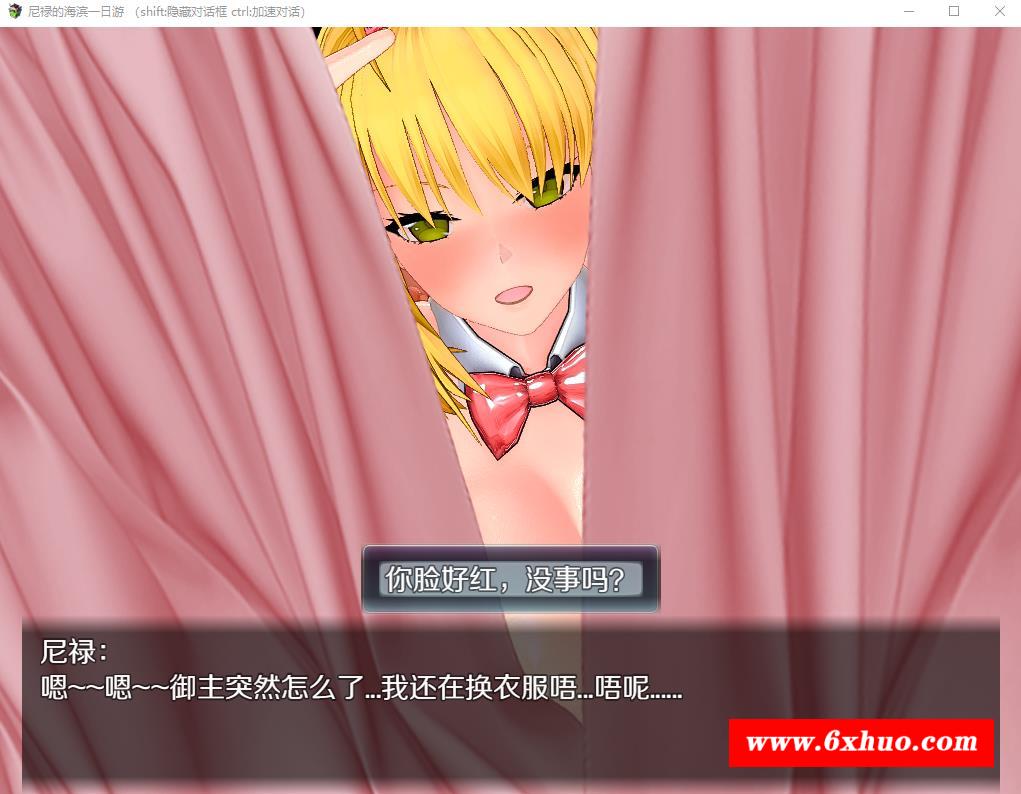 尼禄的海滨一日游 （shift:隐藏对话框 ctrl:加速对话）
你脸好红，没事吗？
尼禄：
嗯~~嗯~~御主突然怎么了...我还在换衣服唔...唔呢......
www.6xhuo.com